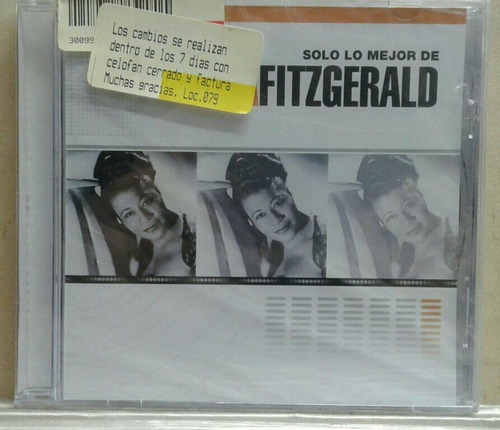 30099
Los cambios se realizan
dentro de los 7 dias con
celofan cerrado y factura
Muchas gracias. Loc.079
SOLO LO MEJOR DE
FITZGERALD